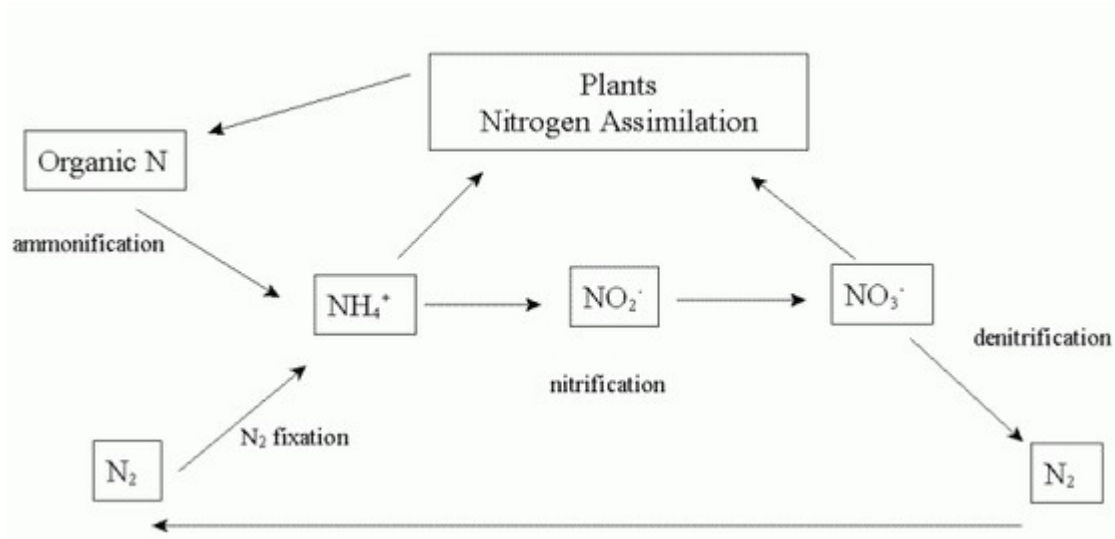 Plants
Nitrogen Assimilation
Organic N
ammonification
NH₄⁺
NO₂⁻
NO₃⁻
denitrification
nitrification
N₂ fixation
N₂
N₂